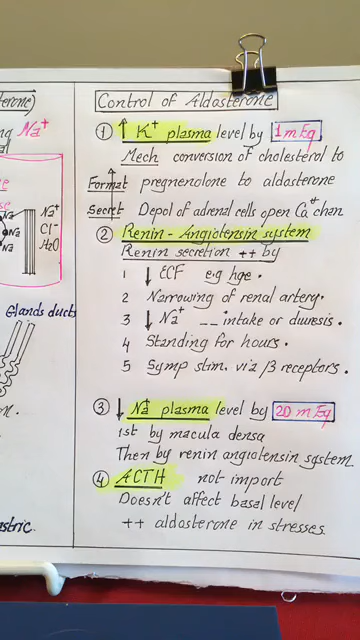 terone)
Na⁺
Na⁺
Cl⁻
H₂O
Na
Na
Glands ducts
Control of Aldosterone
① ↑ K⁺ plasma level by 1 mEq
Mech conversion of cholesterol to
Format pregnenolone to aldosterone
Secret Depol of adrenal cells open Ca⁺⁺ chan
② Renin-Angiotensin system
Renin secretion ++ by
1 ↓ ECF e.g hge.
2 Narrowing of renal artery.
3 ↓ Na⁺ __ intake or diuresis.
4 Standing for hours.
5 Symp stim. via β receptors.
③ ↓ Na⁺ plasma level by 20 mEq
1st by macula densa
Then by renin angiotensin system
④ ACTH not import
Doesn't affect basal level
++ aldosterone in stresses.